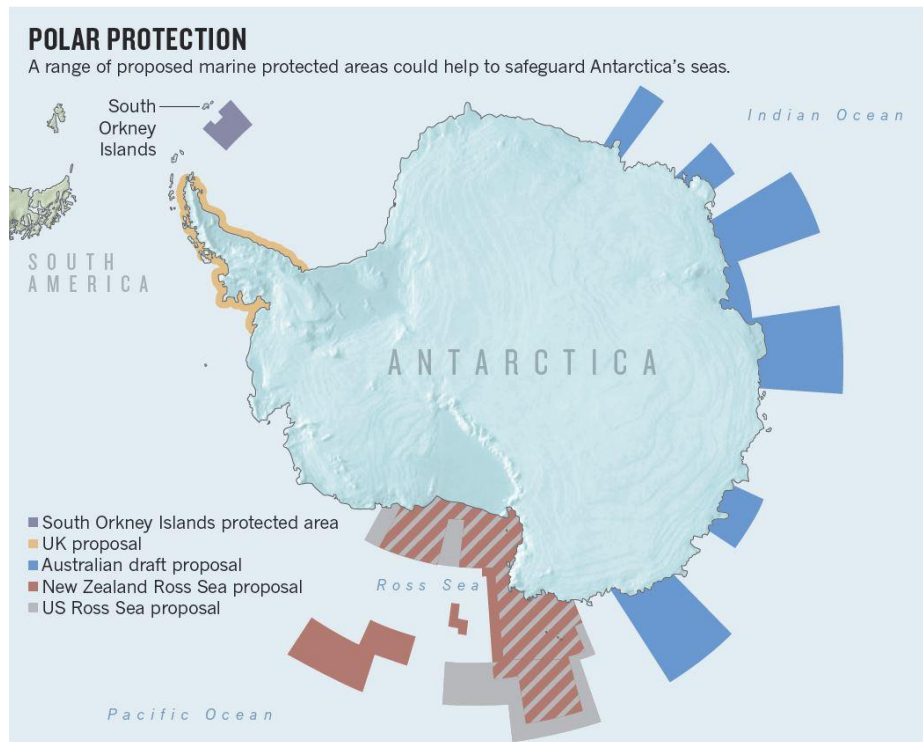 POLAR PROTECTION
A range of proposed marine protected areas could help to safeguard Antarctica's seas.
South
Orkney
Islands
Indian Ocean
SOUTH
AMERICA
ANTARCTICA
South Orkney Islands protected area
UK proposal
Australian draft proposal
New Zealand Ross Sea proposal
US Ross Sea proposal
Ross Sea
Pacific Ocean